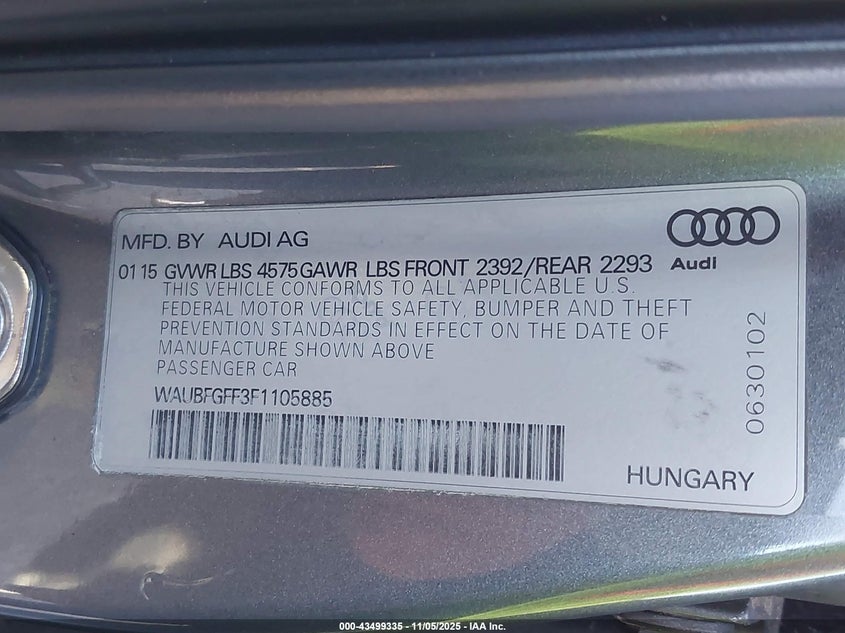 MFD. BY AUDI AG
01 15 GVWR LBS 4575 GAWR LBS FRONT 2392/REAR 2293
Audi
THIS VEHICLE CONFORMS TO ALL APPLICABLE U.S.
FEDERAL MOTOR VEHICLE SAFETY, BUMPER AND THEFT
PREVENTION STANDARDS IN EFFECT ON THE DATE OF
MANUFACTURE SHOWN ABOVE
PASSENGER CAR
WAUBFGFF3F1105885
0630102
HUNGARY
000-43499335 - 11/05/2025 - IAA Inc.